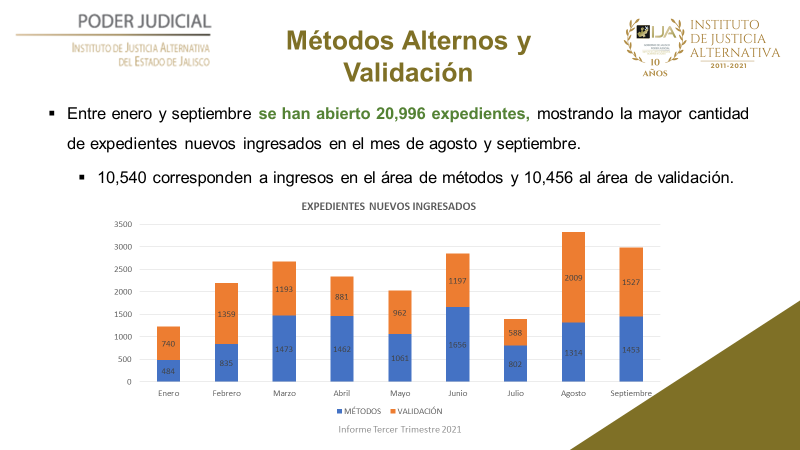 PODER JUDICIAL
INSTITUTO DE JUSTICIA ALTERNATIVA
DEL ESTADO DE JALISCO
Métodos Alternos y
Validación
IJA
10
AÑOS
INSTITUTO
DE JUSTICIA
ALTERNATIVA
2011-2021
▪ Entre enero y septiembre se han abierto 20,996 expedientes, mostrando la mayor cantidad
de expedientes nuevos ingresados en el mes de agosto y septiembre.
▪ 10,540 corresponden a ingresos en el área de métodos y 10,456 al área de validación.
EXPEDIENTES NUEVOS INGRESADOS
3500
3000
2500
2000
1500
1000
500
0
740 1359 1193 881 962 1197 588 2009 1527
484 835 1473 1462 1061 1656 802 1314 1453
Enero Febrero Marzo Abril Mayo Junio Julio Agosto Septiembre
MÉTODOS VALIDACIÓN
Informe Tercer Trimestre 2021